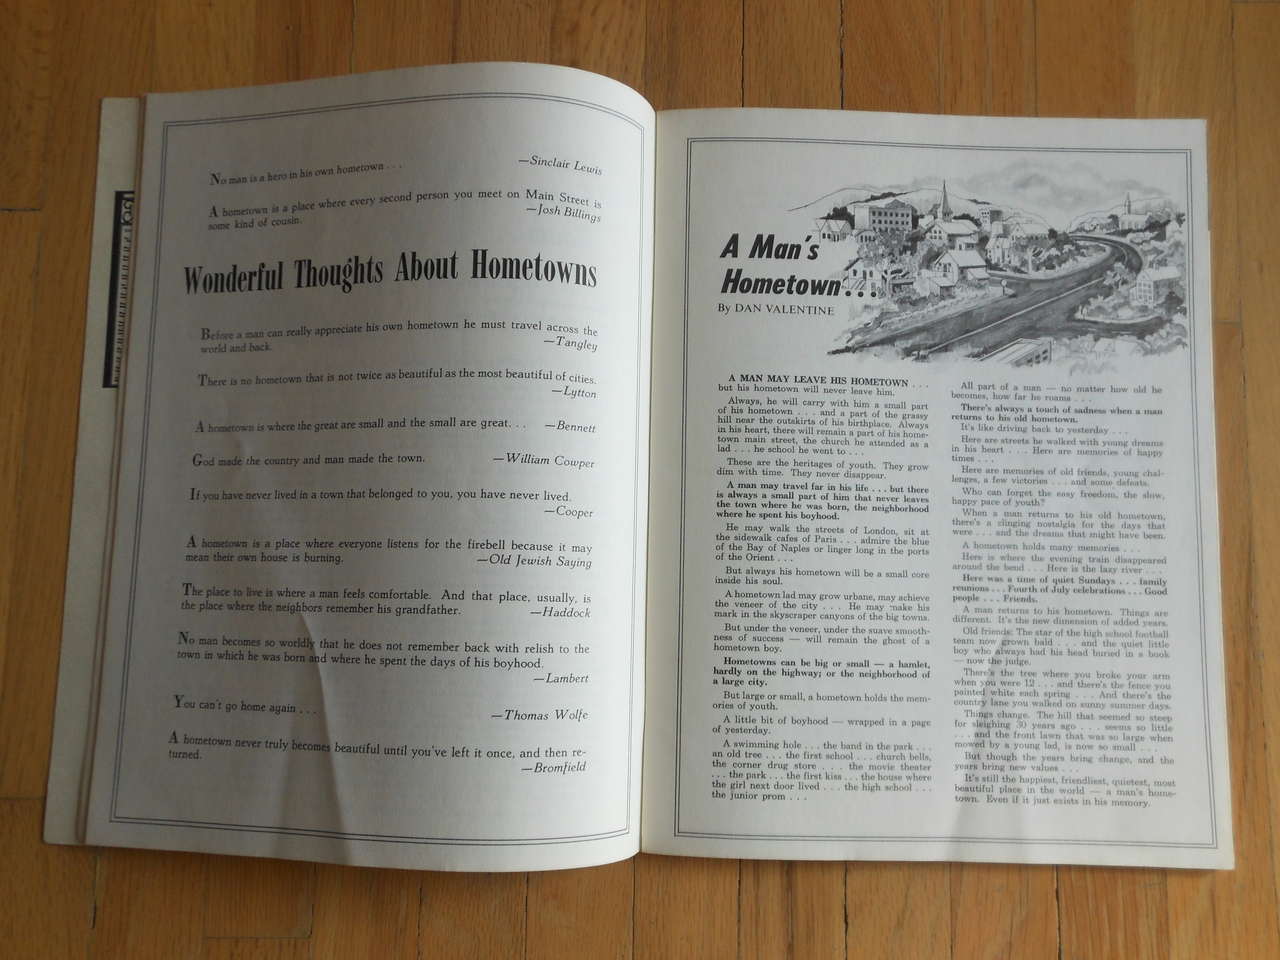 No man is a hero in his own hometown . . .
—Sinclair Lewis
A hometown is a place where every second person you meet on Main Street is
some kind of cousin.
—Josh Billings
Wonderful Thoughts About Hometowns
Before a man can really appreciate his own hometown he must travel across the
world and back.
—Tangley
There is no hometown that is not twice as beautiful as the most beautiful of cities.
—Lytton
A hometown is where the great are small and the small are great. . . —Bennett
God made the country and man made the town. —William Cowper
If you have never lived in a town that belonged to you, you have never lived.
—Cooper
A hometown is a place where everyone listens for the firebell because it may
mean their own house is burning. —Old Jewish Saying
The place to live is where a man feels comfortable. And that place, usually, is
the place where the neighbors remember his grandfather. —Haddock
No man becomes so worldly that he does not remember back with relish to the
town in which he was born and where he spent the days of his boyhood.
—Lambert
You can't go home again . . . —Thomas Wolfe
A hometown never truly becomes beautiful until you've left it once, and then re-
turned.
—Bromfield
A Man's
Hometown...
By DAN VALENTINE
A MAN MAY LEAVE HIS HOMETOWN . . .
but his hometown will never leave him.
Always, he will carry with him a small part
of his hometown . . . and a part of the grassy
hill near the outskirts of his birthplace. Always
in his heart, there will remain a part of his home-
town main street, the church he attended as a
lad . . . he school he went to . . .
These are the heritages of youth. They grow
dim with time. They never disappear.
A man may travel far in his life . . . but there
is always a small part of him that never leaves
the town where he was born, the neighborhood
where he spent his boyhood.
He may walk the streets of London, sit at
the sidewalk cafes of Paris . . . admire the blue
of the Bay of Naples or linger long in the ports
of the Orient . . .
But always his hometown will be a small core
inside his soul.
A hometown lad may grow urbane, may achieve
the veneer of the city . . . He may make his
mark in the skyscraper canyons of the big towns.
But under the veneer, under the suave smooth-
ness of success — will remain the ghost of a
hometown boy.
Hometowns can be big or small — a hamlet,
hardly on the highway; or the neighborhood of
a large city.
But large or small, a hometown holds the mem-
ories of youth.
A little bit of boyhood — wrapped in a page
of yesterday.
A swimming hole . . . the band in the park . . .
an old tree . . . the first school . . . church bells,
the corner drug store . . . the movie theater
. . . the park . . . the first kiss . . . the house where
the girl next door lived . . . the high school . . .
the junior prom . . .
All part of a man — no matter how old he
becomes, how far he roams . . .
There's always a touch of sadness when a man
returns to his old hometown.
It's like driving back to yesterday . . .
Here are streets he walked with young dreams
in his heart . . . Here are memories of happy
times . . .
Here are memories of old friends, young chal-
lenges, a few victories . . . and some defeats.
Who can forget the easy freedom, the slow,
happy pace of youth?
When a man returns to his old hometown,
there's a clinging nostalgia for the days that
were . . . and the dreams that might have been.
A hometown holds many memories . . .
Here is where the evening train disappeared
around the bend . . . Here is the lazy river . . .
Here was a time of quiet Sundays . . . family
reunions . . . Fourth of July celebrations . . . Good
people . . . Friends.
A man returns to his hometown. Things are
different. It's the new dimension of added years.
Old friends: The star of the high school football
team now grown bald . . . and the quiet little
boy who always had his head buried in a book
— now the judge.
There's the tree where you broke your arm
when you were 12 . . . and there's the fence you
painted white each spring . . . And there's the
country lane you walked on sunny summer days.
Things change. The hill that seemed so steep
for sleighing 30 years ago . . . seems so little
. . . and the front lawn that was so large when
mowed by a young lad, is now so small . . .
But though the years bring change, and the
years bring new values . . .
It's still the happiest, friendliest, quietest, most
beautiful place in the world — a man's home-
town. Even if it just exists in his memory.